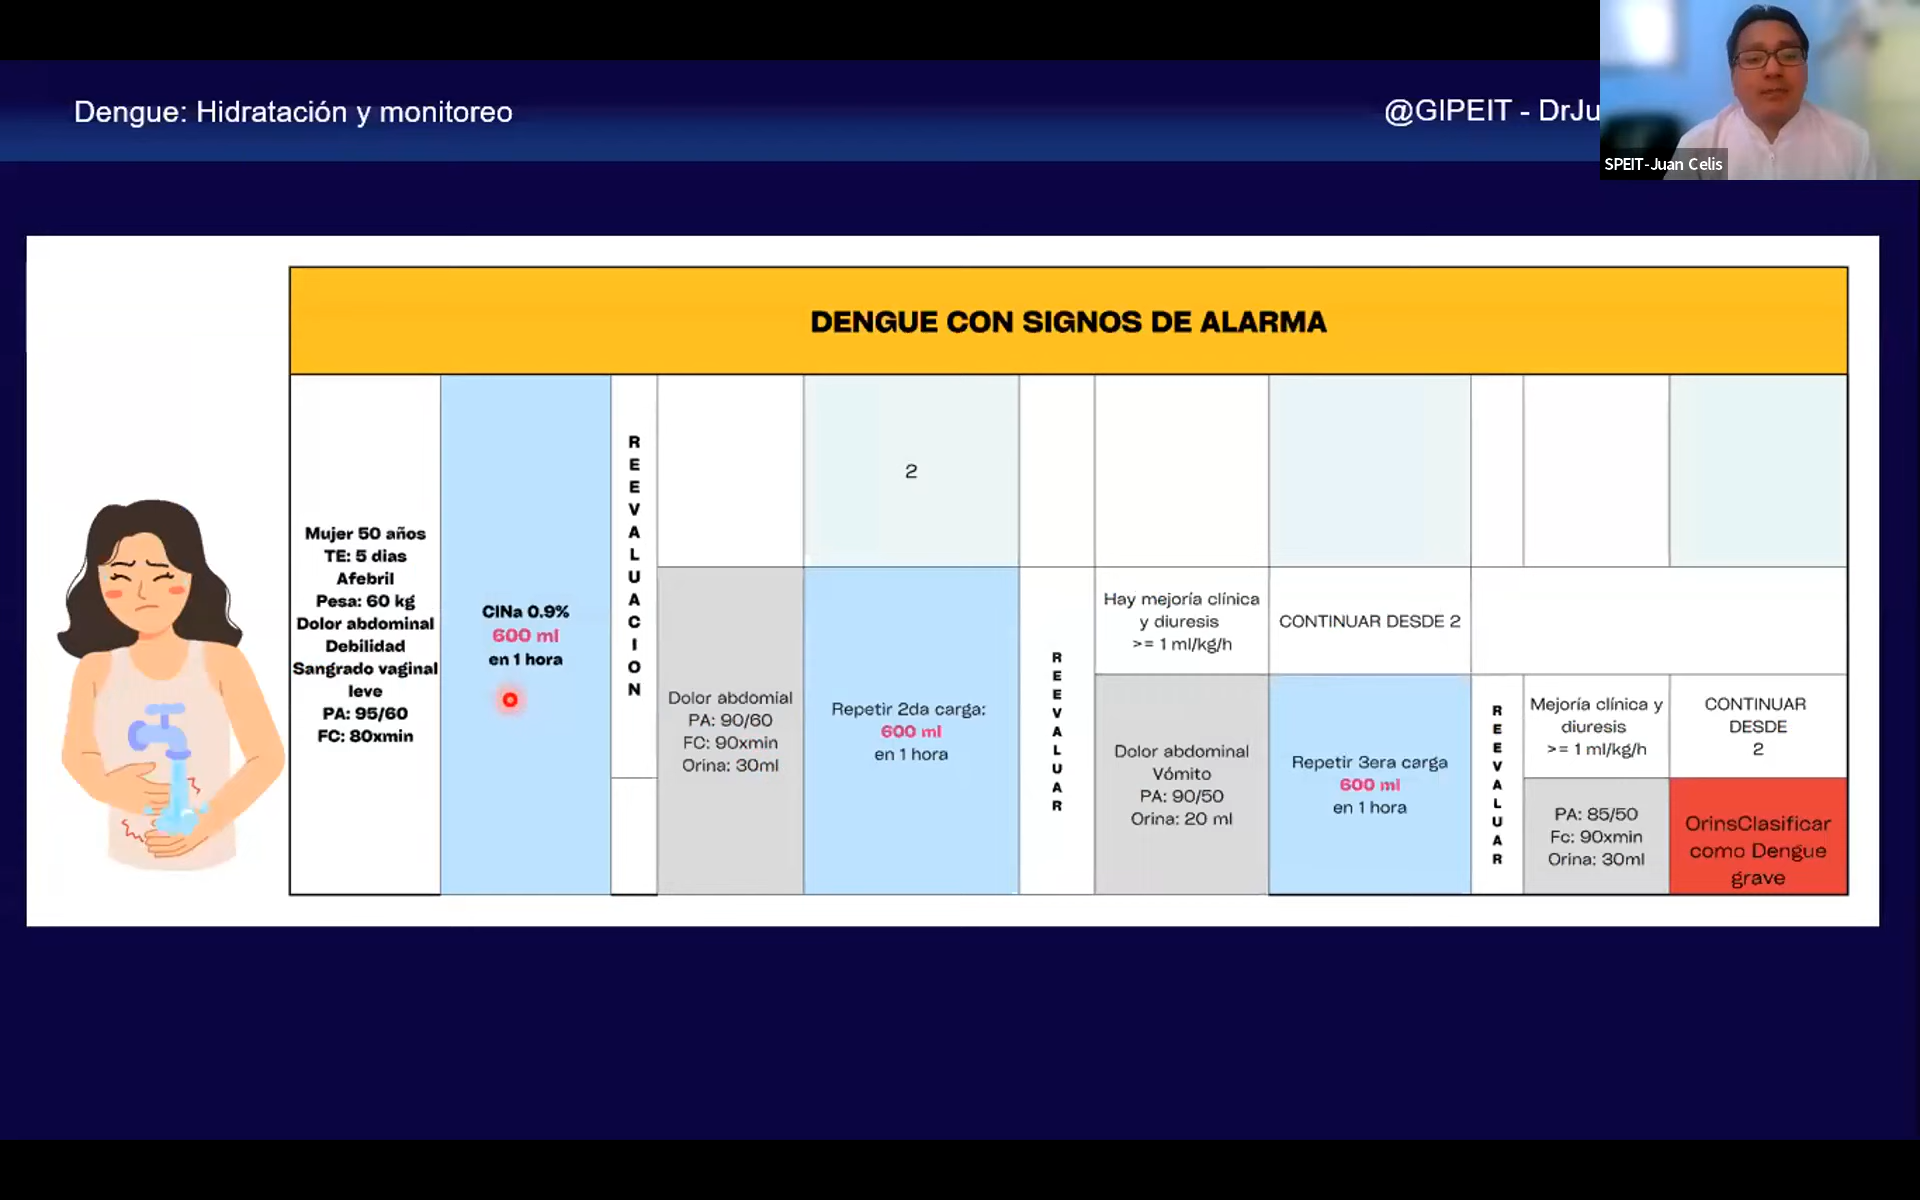 Dengue: Hidratación y monitoreo
@GIPEIT - DrJu
SPEIT-Juan Celis
DENGUE CON SIGNOS DE ALARMA
Mujer 50 años
TE: 5 dias
Afebril
Pesa: 60 kg
Dolor abdominal
Debilidad
Sangrado vaginal
leve
PA: 95/60
FC: 80xmin
ClNa 0.9%
600 ml
en 1 hora
REEVALUACION
2
Dolor abdomial
PA: 90/60
FC: 90xmin
Orina: 30ml
Repetir 2da carga:
600 ml
en 1 hora
REEVALUAR
Hay mejoría clínica
y diuresis
>= 1 ml/kg/h
CONTINUAR DESDE 2
Dolor abdominal
Vómito
PA: 90/50
Orina: 20 ml
Repetir 3era carga
600 ml
en 1 hora
REEVALUAR
Mejoría clínica y
diuresis
>= 1 ml/kg/h
CONTINUAR
DESDE
2
PA: 85/50
Fc: 90xmin
Orina: 30ml
OrinsClasificar
como Dengue
grave